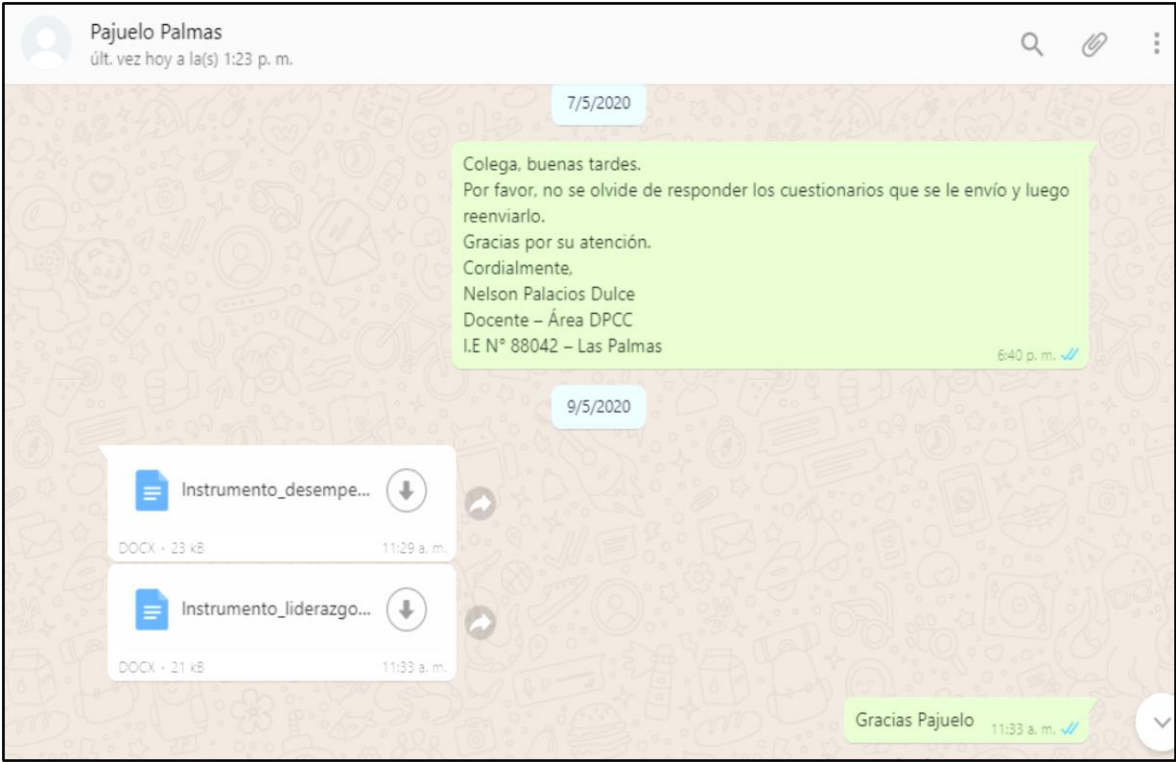 Pajuelo Palmas
últ. vez hoy a la(s) 1:23 p. m.
7/5/2020
Colega, buenas tardes.
Por favor, no se olvide de responder los cuestionarios que se le envío y luego
reenviarlo.
Gracias por su atención.
Cordialmente,
Nelson Palacios Dulce
Docente – Área DPCC
I.E N° 88042 – Las Palmas
6:40 p. m.
9/5/2020
Instrumento_desempe...
DOCX • 23 kB 11:29 a. m.
Instrumento_liderazgo...
DOCX • 21 kB 11:33 a. m.
Gracias Pajuelo 11:33 a. m.